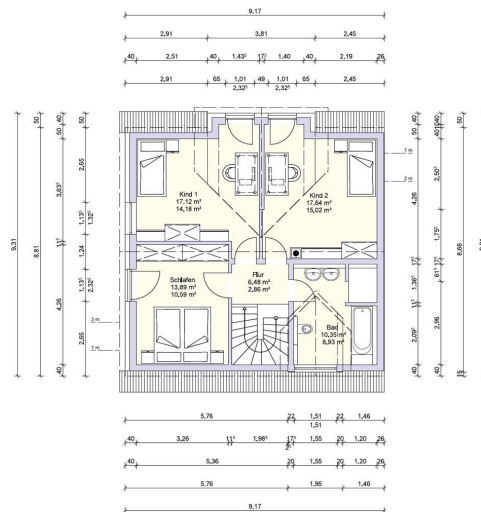 9,17
2,91 3,81 2,45
40 2,51 40 1,43⁵ 17⁵ 1,40 40 2,19 26
2,91 65 1,01 49 1,01 65 2,45
2,32⁵ 2,32⁵
Kind 1
17,12 m²
14,18 m²
Kind 2
17,64 m²
15,02 m²
Schlafen
13,89 m²
10,59 m²
Flur
6,48 m²
2,86 m²
Bad
10,35 m²
8,93 m²
1 m
2 m
2 m
1 m
9,31
50 8,81
40 50 3,63⁵ 11⁵ 4,26 40
50 2,65 1,13⁵ 1,24 1,13⁵ 2,65
1,32⁵ 2,32⁵
4,26 17⁵ 1,36⁵ 11⁵ 2,09⁵ 40
2,50⁵ 1,75⁵ 17⁵ 61⁵ 2,96 40
50 8,66 15
5,76 22 1,51 22 1,46
1,51
40 3,26 11⁵ 1,98⁵ 17⁵ 1,55 20 1,20 26
2⁵
40 5,36 20 1,55 20 1,20 26
5,76 1,95 1,46
9,17